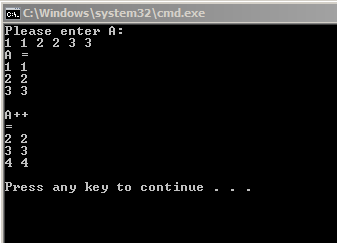 C:\Windows\system32\cmd.exe
Please enter A:
1 1 2 2 3 3
A =
1 1
2 2
3 3
A++
=
2 2
3 3
4 4
Press any key to continue . . .